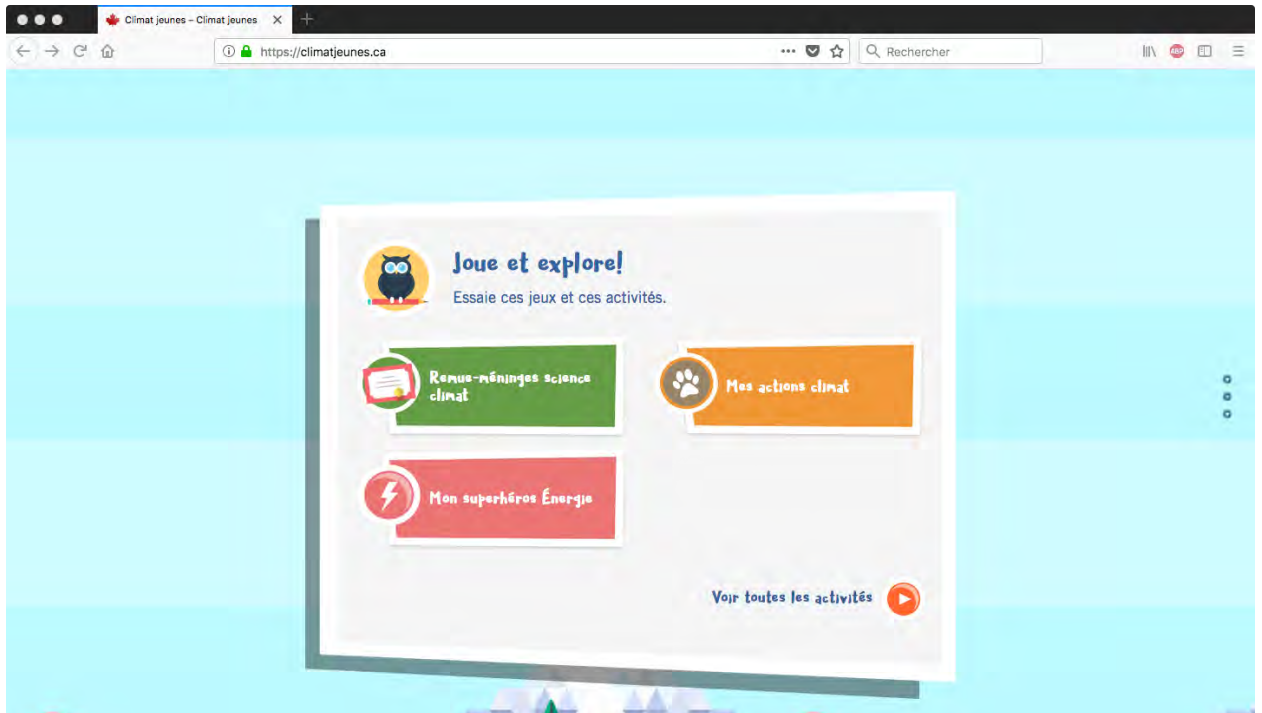 Climat jeunes – Climat jeunes
https://climatjeunes.ca
Rechercher
ABP
Joue et explore!
Essaie ces jeux et ces activités.
Remue-méninges science
climat
Mes actions climat
Mon superhéros Énergie
Voir toutes les activités